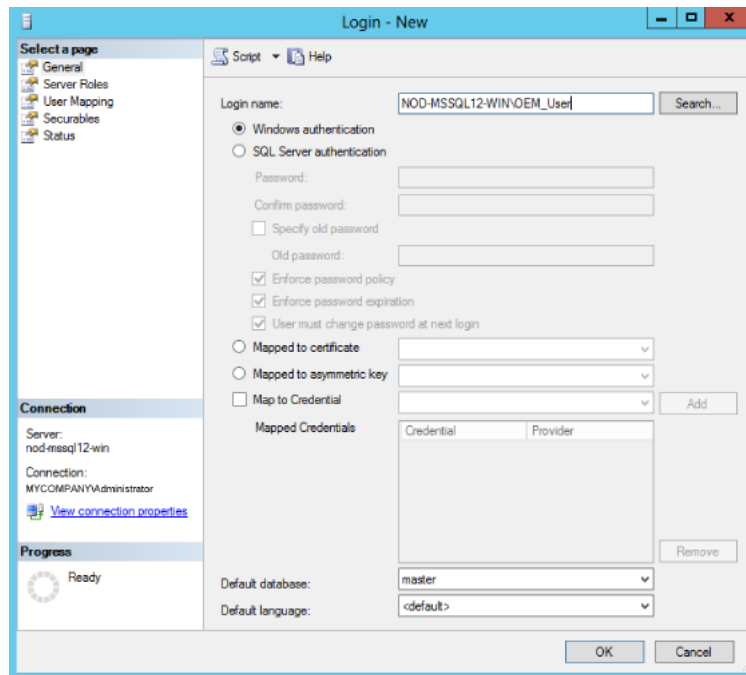 Login - New
Select a page
General
Server Roles
User Mapping
Securables
Status
Script Help
Login name: NOD-MSSQL12-WIN\OEM_User Search...
Windows authentication
SQL Server authentication
Password:
Confirm password:
Specify old password
Old password:
Enforce password policy
Enforce password expiration
User must change password at next login
Mapped to certificate
Mapped to asymmetric key
Map to Credential Add
Mapped Credentials Credential Provider
Remove
Default database: master
Default language: <default>
Connection
Server:
nod-mssql12-win
Connection:
MYCOMPANY\Administrator
View connection properties
Progress
Ready
OK Cancel